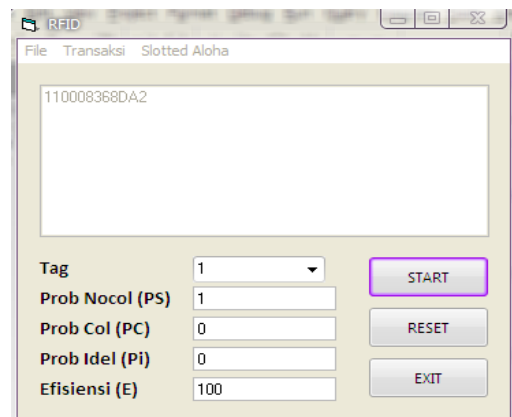 RFID
File Transaksi Slotted Aloha
110008368DA2
Tag 1
START
Prob Nocol (PS) 1
Prob Col (PC) 0
RESET
Prob Idel (Pi) 0
Efisiensi (E) 100
EXIT